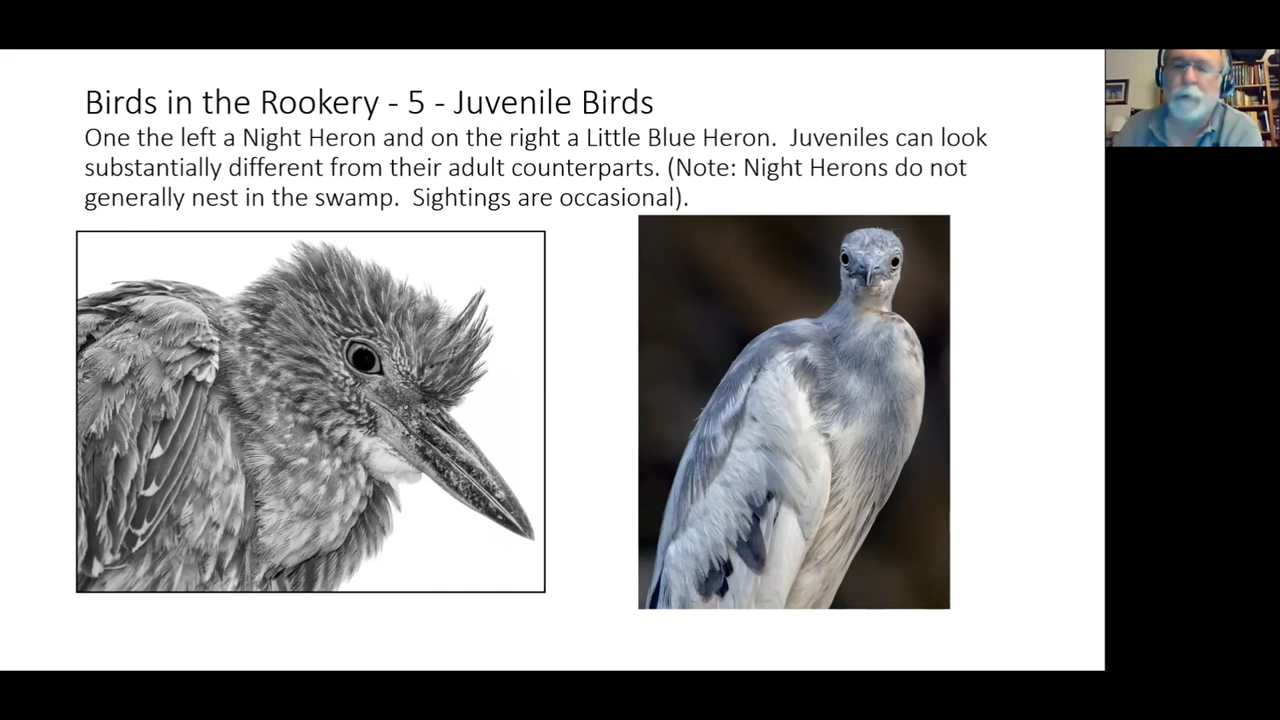 Birds in the Rookery - 5 - Juvenile Birds
One the left a Night Heron and on the right a Little Blue Heron.  Juveniles can look
substantially different from their adult counterparts. (Note: Night Herons do not
generally nest in the swamp.  Sightings are occasional).